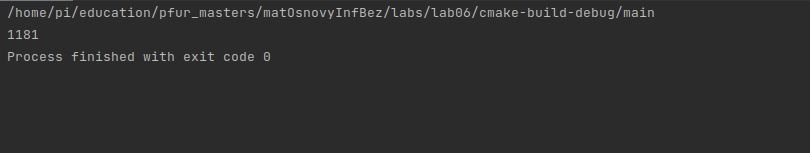 /home/pi/education/pfur_masters/matOsnovyInfBez/labs/lab06/cmake-build-debug/main
1181
Process finished with exit code 0